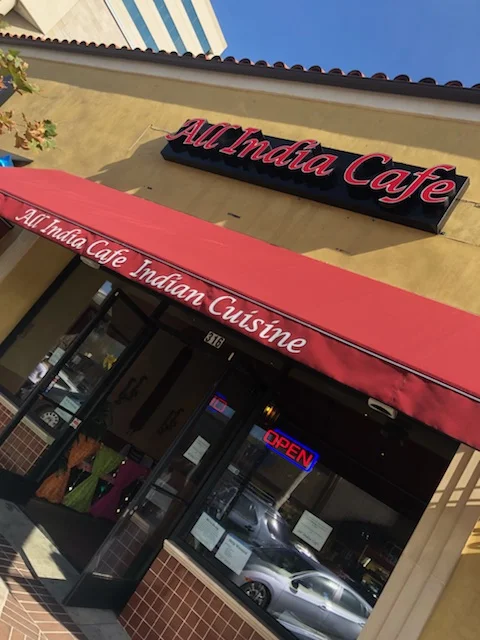 All India Cafe
All India Cafe Indian Cuisine
316
OPEN